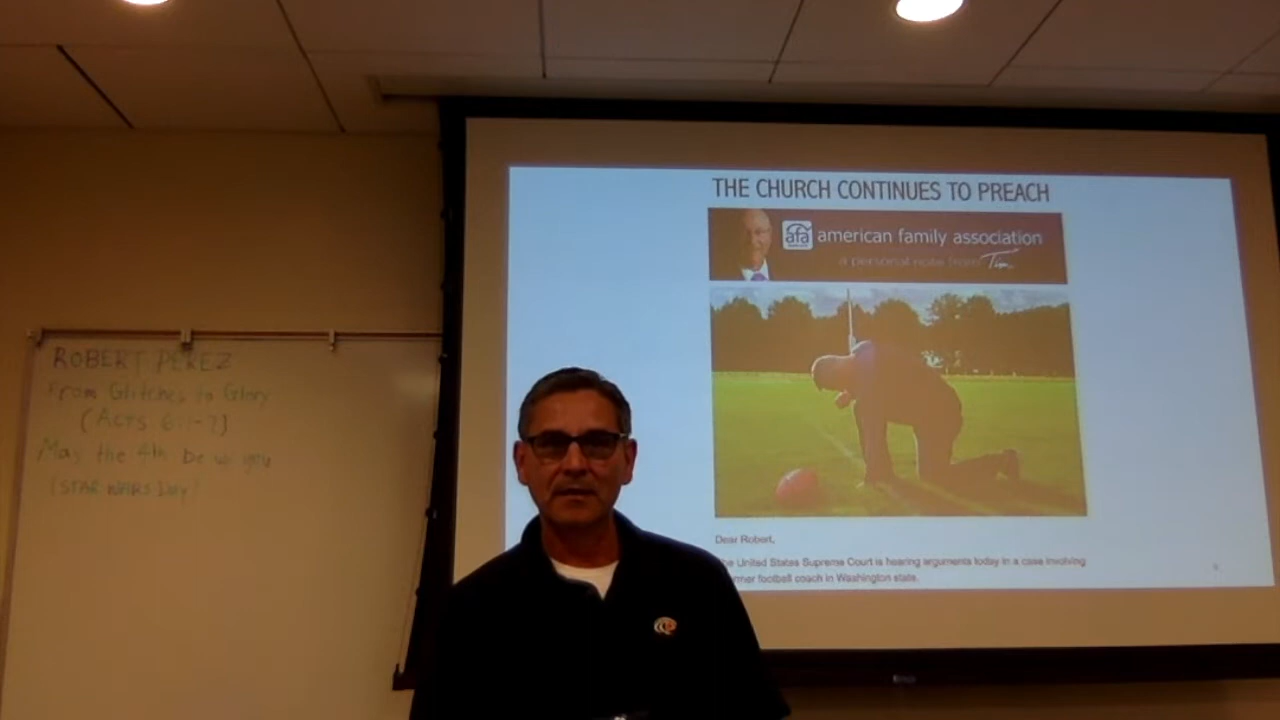 ROBERT PEREZ
From Glitches to Glory
(Acts 6:1-7)
May the 4th be w you
(STAR WARS Day)
THE CHURCH CONTINUES TO PREACH
afa american family association
a personal note from Tim
Dear Robert,
United States Supreme Court is hearing arguments today in a case involving
football coach in Washington state.